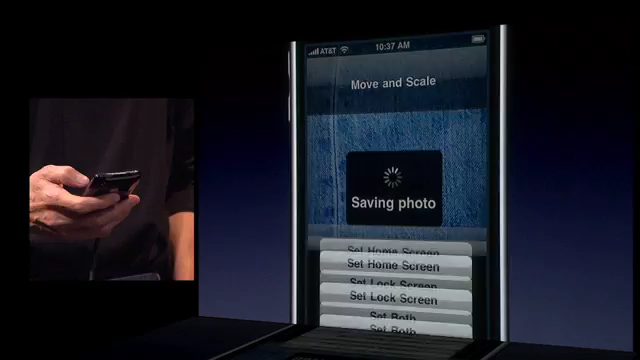 AT&T 10:37 AM
Move and Scale
Saving photo
Set Home Screen
Set Home Screen
Set Lock Screen
Set Lock Screen
Set Both
Set Both